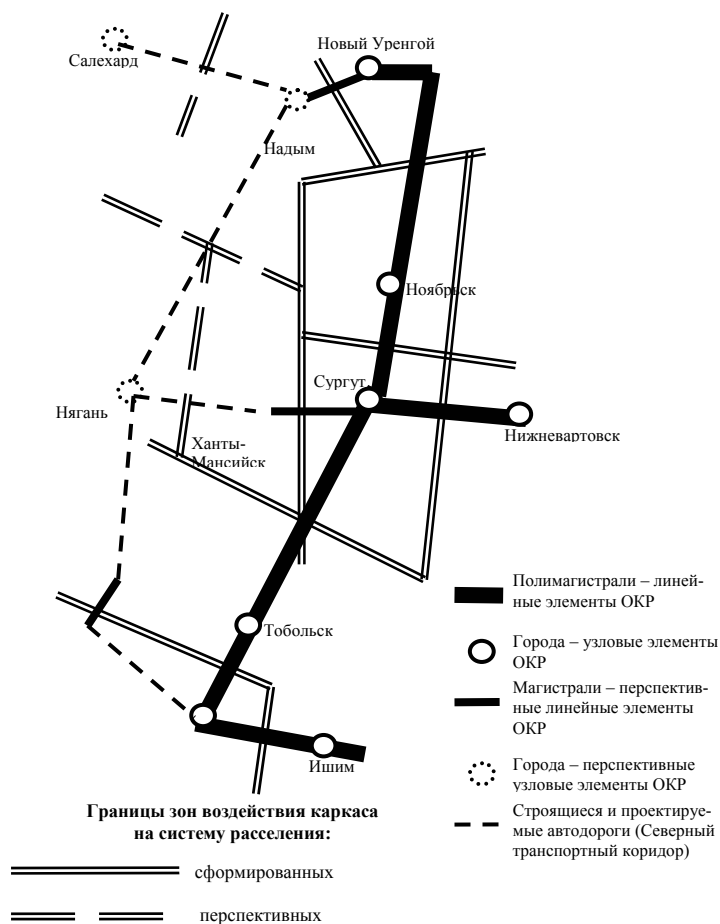 Новый Уренгой
Салехард
Надым
Ноябрьск
Сургут
Нягань
Ханты-
Мансийск
Нижневартовск
Тобольск
Ишим
Полимагистрали – линей-
ные элементы ОКР
Города – узловые элементы
ОКР
Магистрали – перспектив-
ные линейные элементы
ОКР
Города – перспективные
узловые элементы ОКР
Строящиеся и проектируе-
мые автодороги (Северный
транспортный коридор)
Границы зон воздействия каркаса
на систему расселения:
сформированных
перспективных